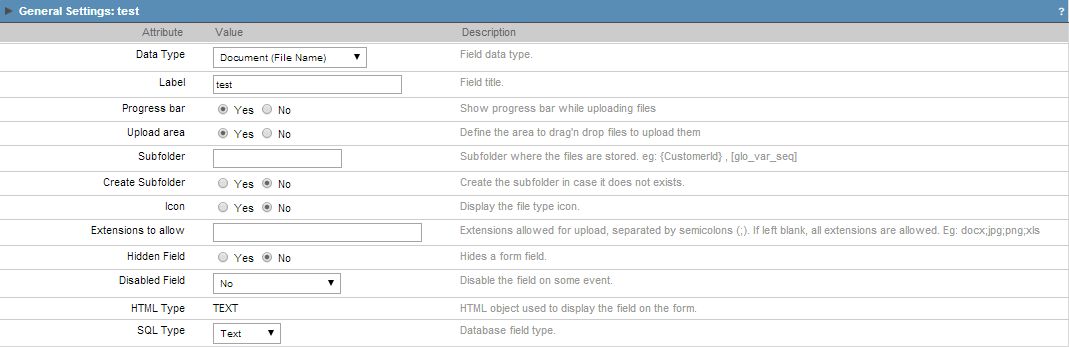 General Settings: test ?
Attribute Value Description
Data Type Document (File Name) Field data type.
Label test Field title.
Progress bar Yes No Show progress bar while uploading files
Upload area Yes No Define the area to drag'n drop files to upload them
Subfolder Subfolder where the files are stored. eg: {CustomerId} , [glo_var_seq]
Create Subfolder Yes No Create the subfolder in case it does not exists.
Icon Yes No Display the file type icon.
Extensions to allow Extensions allowed for upload, separated by semicolons (;). If left blank, all extensions are allowed. Eg: docx;jpg;png;xls
Hidden Field Yes No Hides a form field.
Disabled Field No Disable the field on some event.
HTML Type TEXT HTML object used to display the field on the form.
SQL Type Text Database field type.